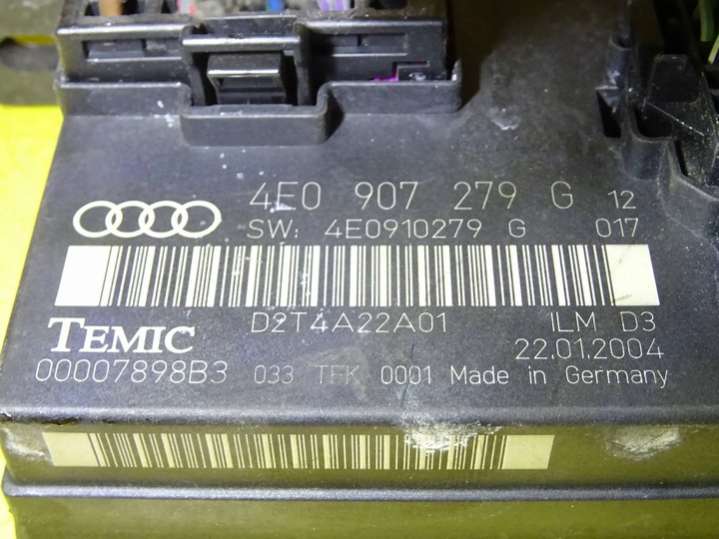 4E0 907 279 G 12
SW: 4E0910279 G 017
D2T4A22A01 ILM D3
TEMIC 22.01.2004
00007898B3 033 TFK 0001 Made in Germany